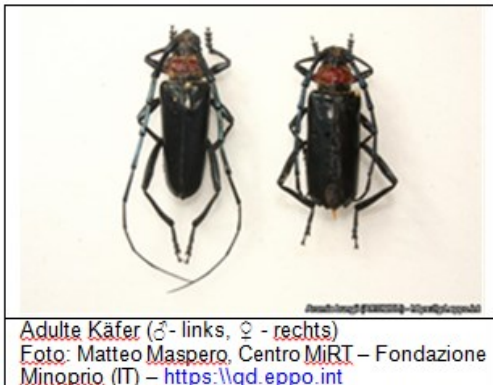 Adulte Käfer (♂- links, ♀ - rechts)
Foto: Matteo Maspero, Centro MiRT – Fondazione
Minoprio (IT) – https:\\gd.eppo.int